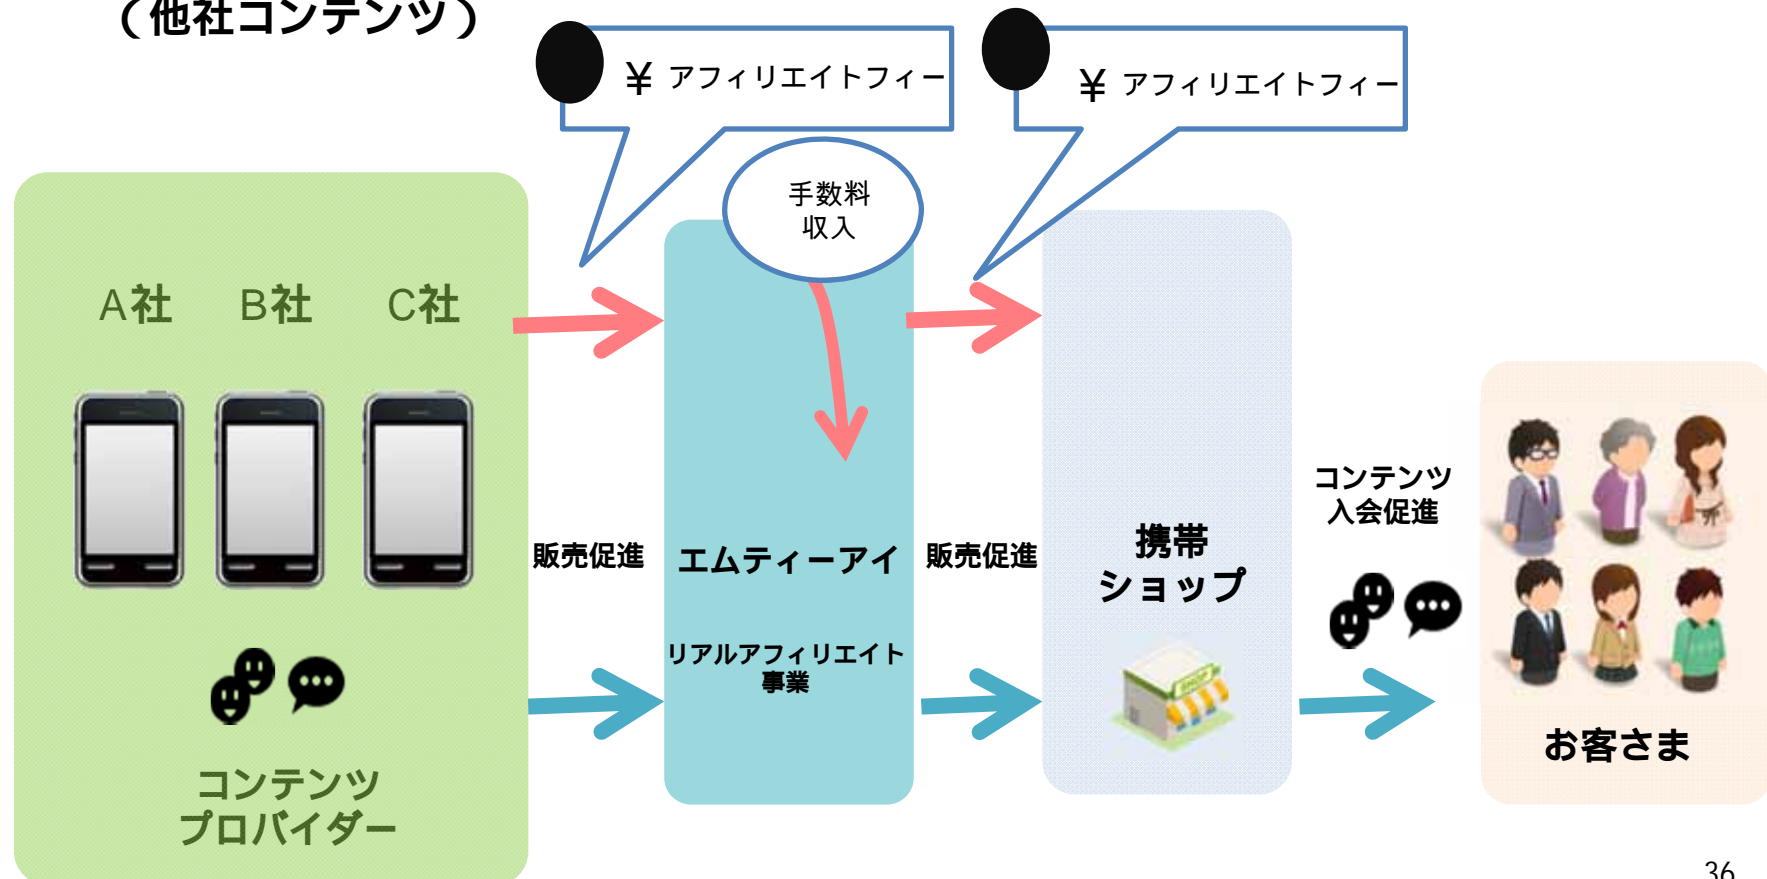 （他社コンテンツ）
¥ アフィリエイトフィー
¥ アフィリエイトフィー
手数料
収入
A社 B社 C社
販売促進
エムティーアイ
販売促進
携帯
ショップ
コンテンツ
入会促進
リアルアフィリエイト
事業
SHOP
お客さま
コンテンツ
プロバイダー
36